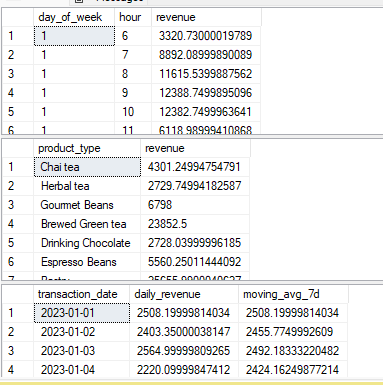 Messages
day_of_week hour revenue
1 1 6 3320.73000019789
2 1 7 8892.08999890089
3 1 8 11615.5399887562
4 1 9 12388.7499895096
5 1 10 12382.7499963641
6 1 11 6118.98999410868
product_type revenue
1 Chai tea 4301.24994754791
2 Herbal tea 2729.74994182587
3 Gourmet Beans 6798
4 Brewed Green tea 23852.5
5 Drinking Chocolate 2728.03999996185
6 Espresso Beans 5560.25011444092
7
transaction_date daily_revenue moving_avg_7d
1 2023-01-01 2508.19999814034 2508.19999814034
2 2023-01-02 2403.35000038147 2455.7749992609
3 2023-01-03 2564.99999809265 2492.18333220482
4 2023-01-04 2220.09999847412 2424.16249877214